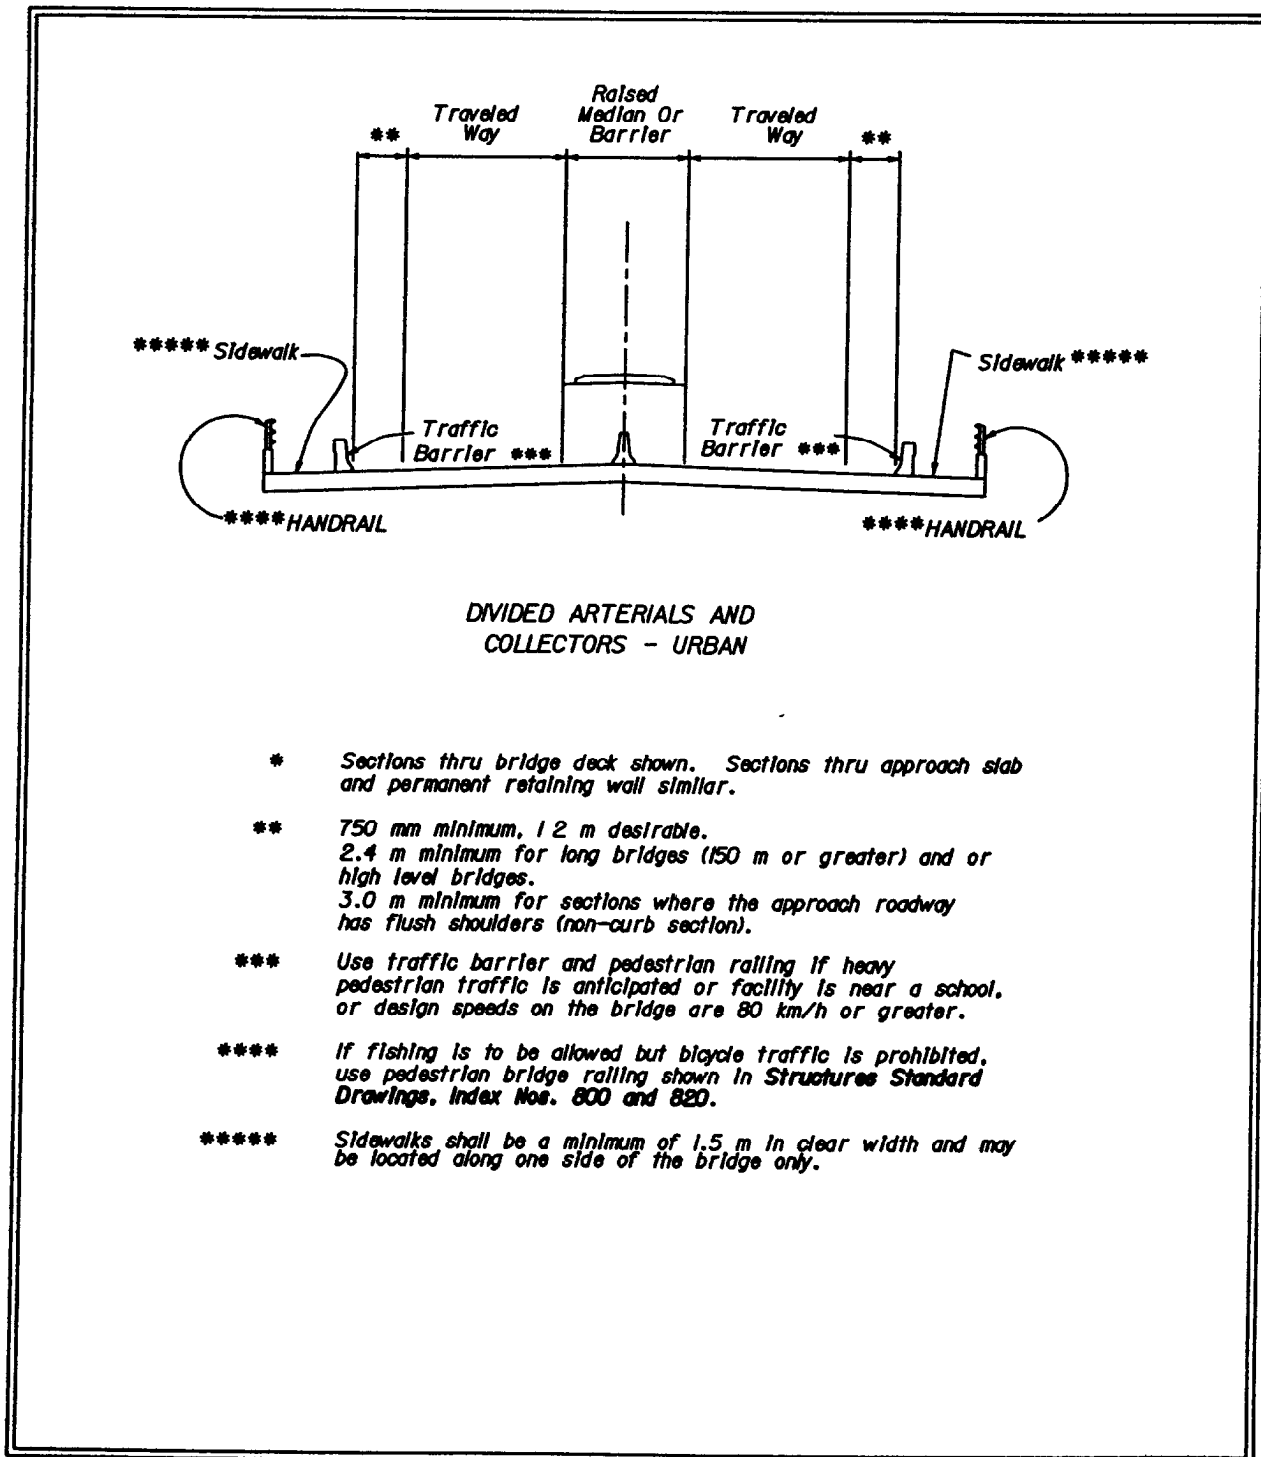 Raised
Traveled Median Or Traveled
** Way Barrier Way **
***** Sidewalk
Sidewalk *****
Traffic
Barrier ***
Traffic
Barrier ***
****HANDRAIL
****HANDRAIL
DIVIDED ARTERIALS AND
COLLECTORS - URBAN
* Sections thru bridge deck shown. Sections thru approach slab
and permanent retaining wall similar.
** 750 mm minimum, 1 2 m desirable.
2.4 m minimum for long bridges (150 m or greater) and or
high level bridges.
3.0 m minimum for sections where the approach roadway
has flush shoulders (non-curb section).
*** Use traffic barrier and pedestrian railing if heavy
pedestrian traffic is anticipated or facility is near a school,
or design speeds on the bridge are 80 km/h or greater.
**** If fishing is to be allowed but bicycle traffic is prohibited,
use pedestrian bridge railing shown in Structures Standard
Drawings, Index Nos. 800 and 820.
***** Sidewalks shall be a minimum of 1.5 m in clear width and may
be located along one side of the bridge only.